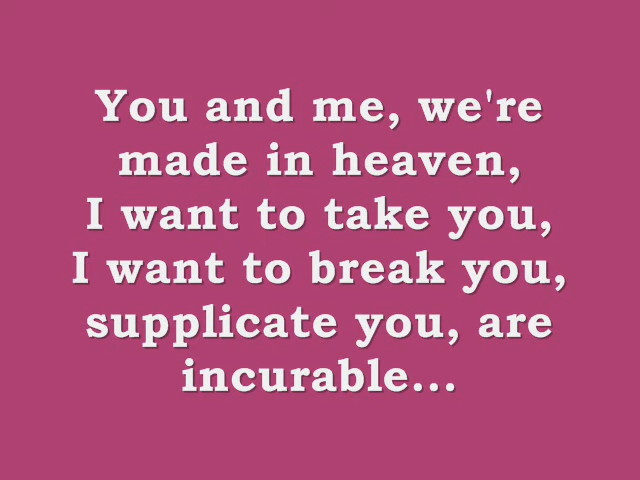 You and me, we're
made in heaven,
I want to take you,
I want to break you,
supplicate you, are
incurable...